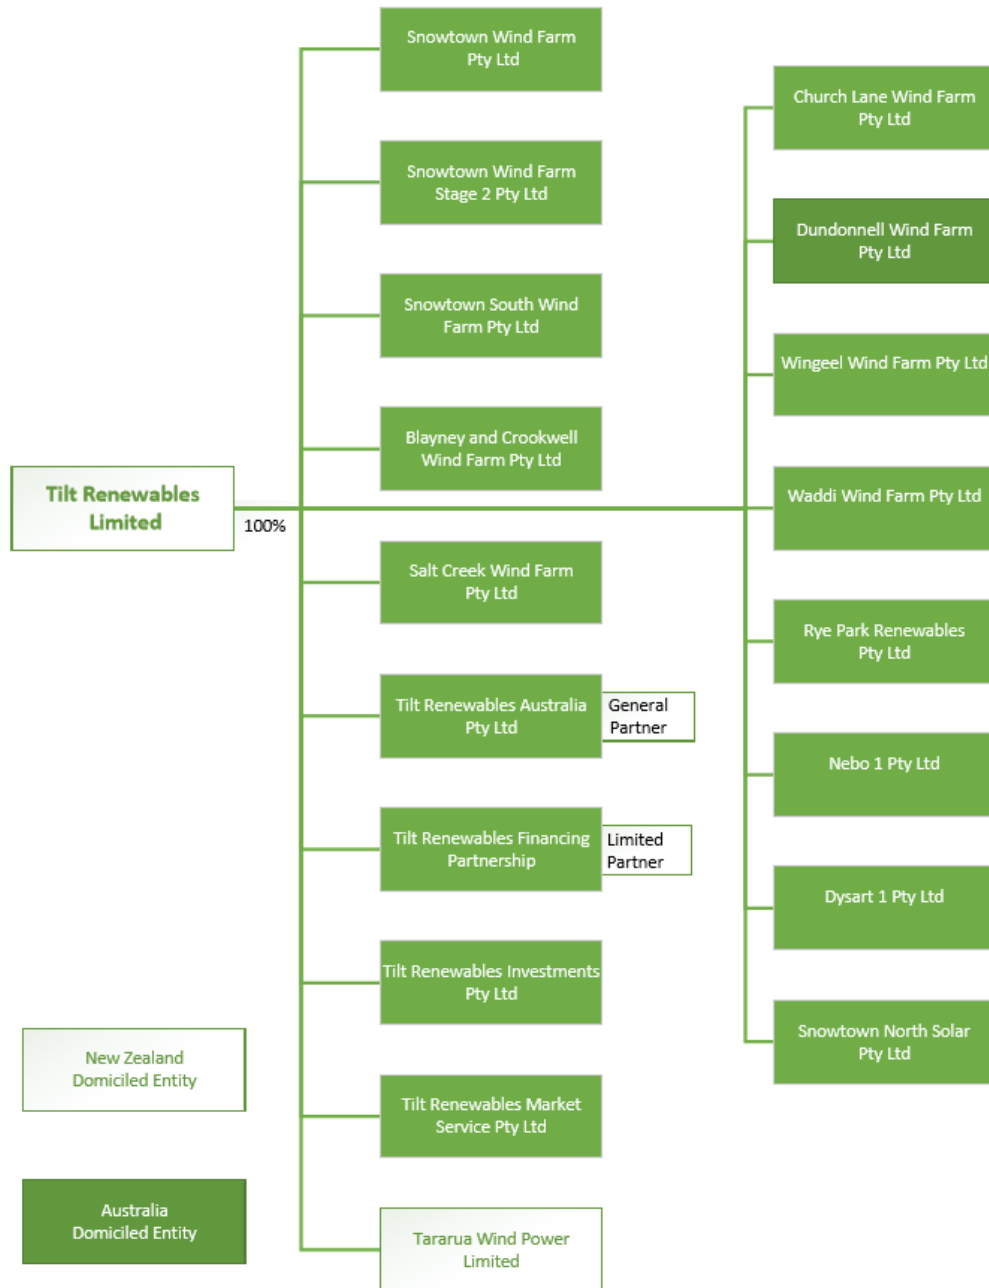 Snowtown Wind Farm
Pty Ltd
Snowtown Wind Farm
Stage 2 Pty Ltd
Snowtown South Wind
Farm Pty Ltd
Blayney and Crookwell
Wind Farm Pty Ltd
Tilt Renewables
Limited
100%
Salt Creek Wind Farm
Pty Ltd
Tilt Renewables Australia
Pty Ltd
General
Partner
Tilt Renewables Financing
Partnership
Limited
Partner
Tilt Renewables Investments
Pty Ltd
Tilt Renewables Market
Service Pty Ltd
Tararua Wind Power
Limited
Church Lane Wind Farm
Pty Ltd
Dundonnell Wind Farm
Pty Ltd
Wingeel Wind Farm Pty Ltd
Waddi Wind Farm Pty Ltd
Rye Park Renewables
Pty Ltd
Nebo 1 Pty Ltd
Dysart 1 Pty Ltd
Snowtown North Solar
Pty Ltd
New Zealand
Domiciled Entity
Australia
Domiciled Entity